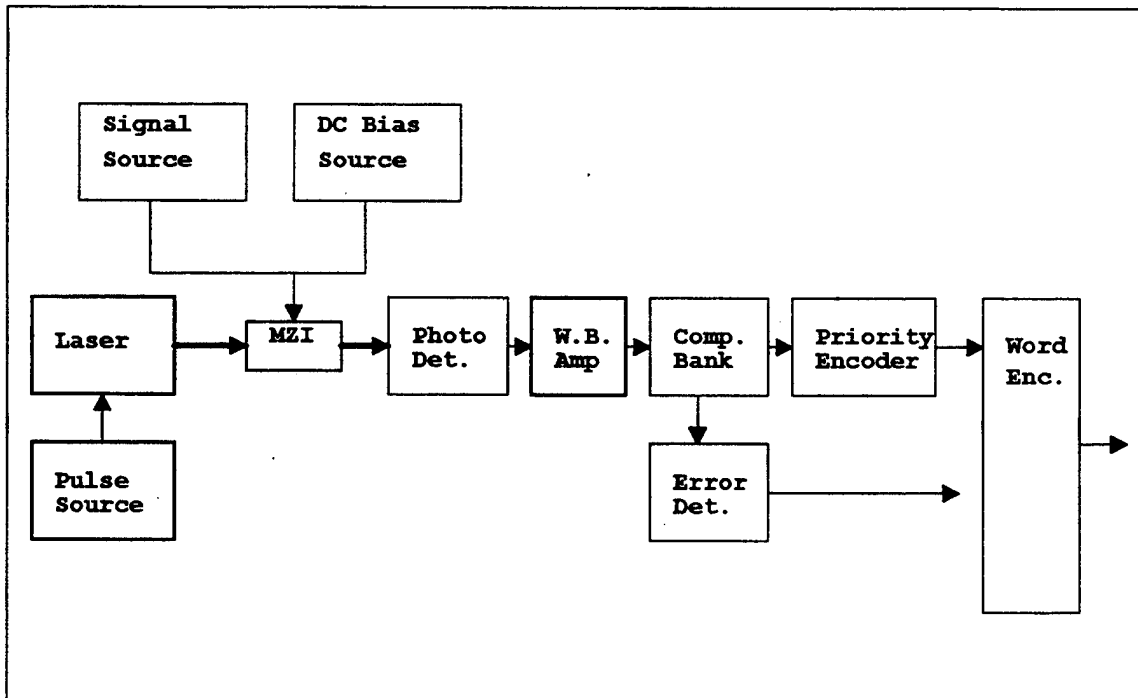 Signal
Source
DC Bias
Source
Laser
MZI
Photo
Det.
W.B.
Amp
Comp.
Bank
Priority
Encoder
Word
Enc.
Pulse
Source
Error
Det.